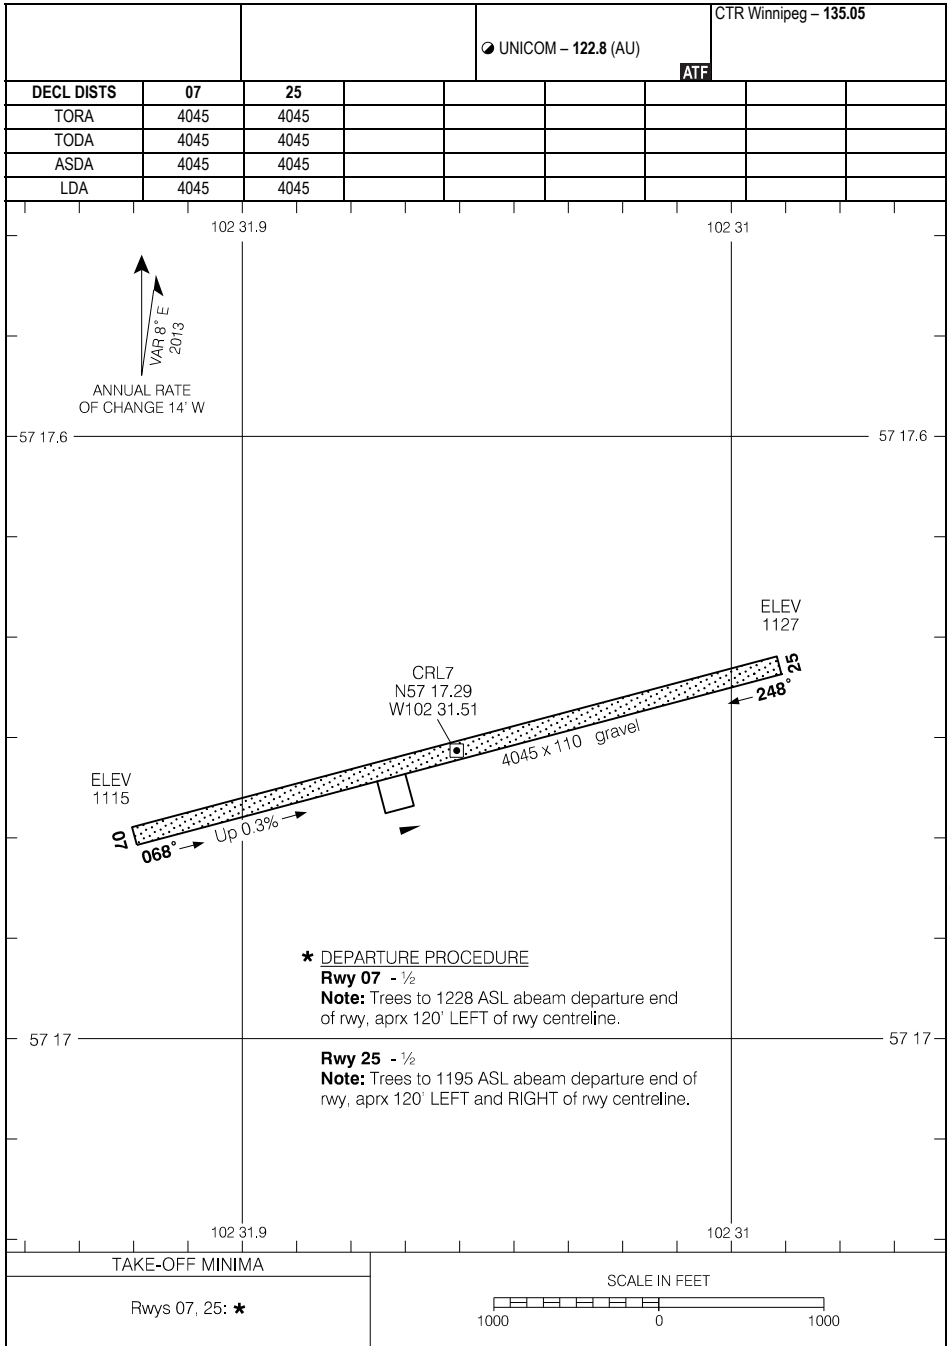 CTR Winnipeg – 135.05
UNICOM – 122.8 (AU)
ATF
DECL DISTS 07 25
TORA 4045 4045
TODA 4045 4045
ASDA 4045 4045
LDA 4045 4045
102 31.9 102 31
VAR 8° E
2013
ANNUAL RATE
OF CHANGE 14' W
57 17.6 57 17.6
ELEV
1127
25
248°
CRL7
N57 17.29
W102 31.51
4045 x 110 gravel
ELEV
1115
07
068°
Up 0.3%
* DEPARTURE PROCEDURE
Rwy 07 - ½
Note: Trees to 1228 ASL abeam departure end
of rwy, aprx 120' LEFT of rwy centreline.
57 17 57 17
Rwy 25 - ½
Note: Trees to 1195 ASL abeam departure end of
rwy, aprx 120' LEFT and RIGHT of rwy centreline.
102 31.9 102 31
TAKE-OFF MINIMA
Rwys 07, 25: *
SCALE IN FEET
1000 0 1000